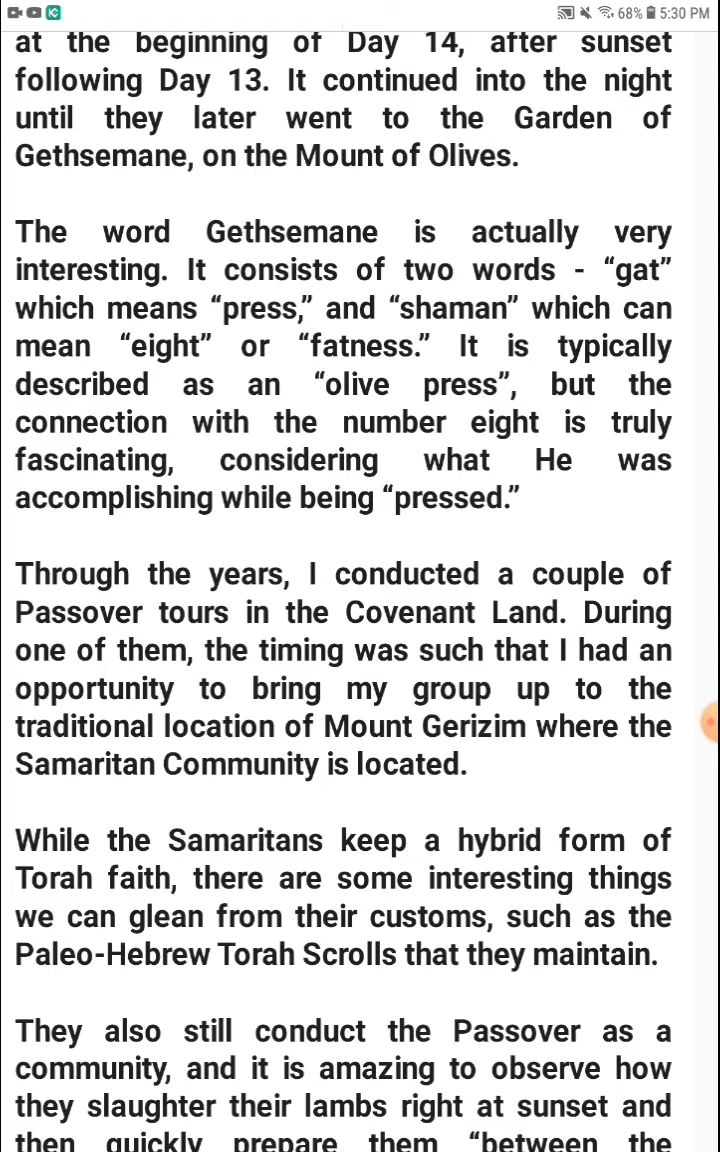 68% 5:30 PM
at the beginning of Day 14, after sunset
following Day 13. It continued into the night
until they later went to the Garden of
Gethsemane, on the Mount of Olives.
The word Gethsemane is actually very
interesting. It consists of two words - “gat”
which means “press,” and “shaman” which can
mean “eight” or “fatness.” It is typically
described as an “olive press”, but the
connection with the number eight is truly
fascinating, considering what He was
accomplishing while being “pressed.”
Through the years, I conducted a couple of
Passover tours in the Covenant Land. During
one of them, the timing was such that I had an
opportunity to bring my group up to the
traditional location of Mount Gerizim where the
Samaritan Community is located.
While the Samaritans keep a hybrid form of
Torah faith, there are some interesting things
we can glean from their customs, such as the
Paleo-Hebrew Torah Scrolls that they maintain.
They also still conduct the Passover as a
community, and it is amazing to observe how
they slaughter their lambs right at sunset and
then quickly prepare them “between the